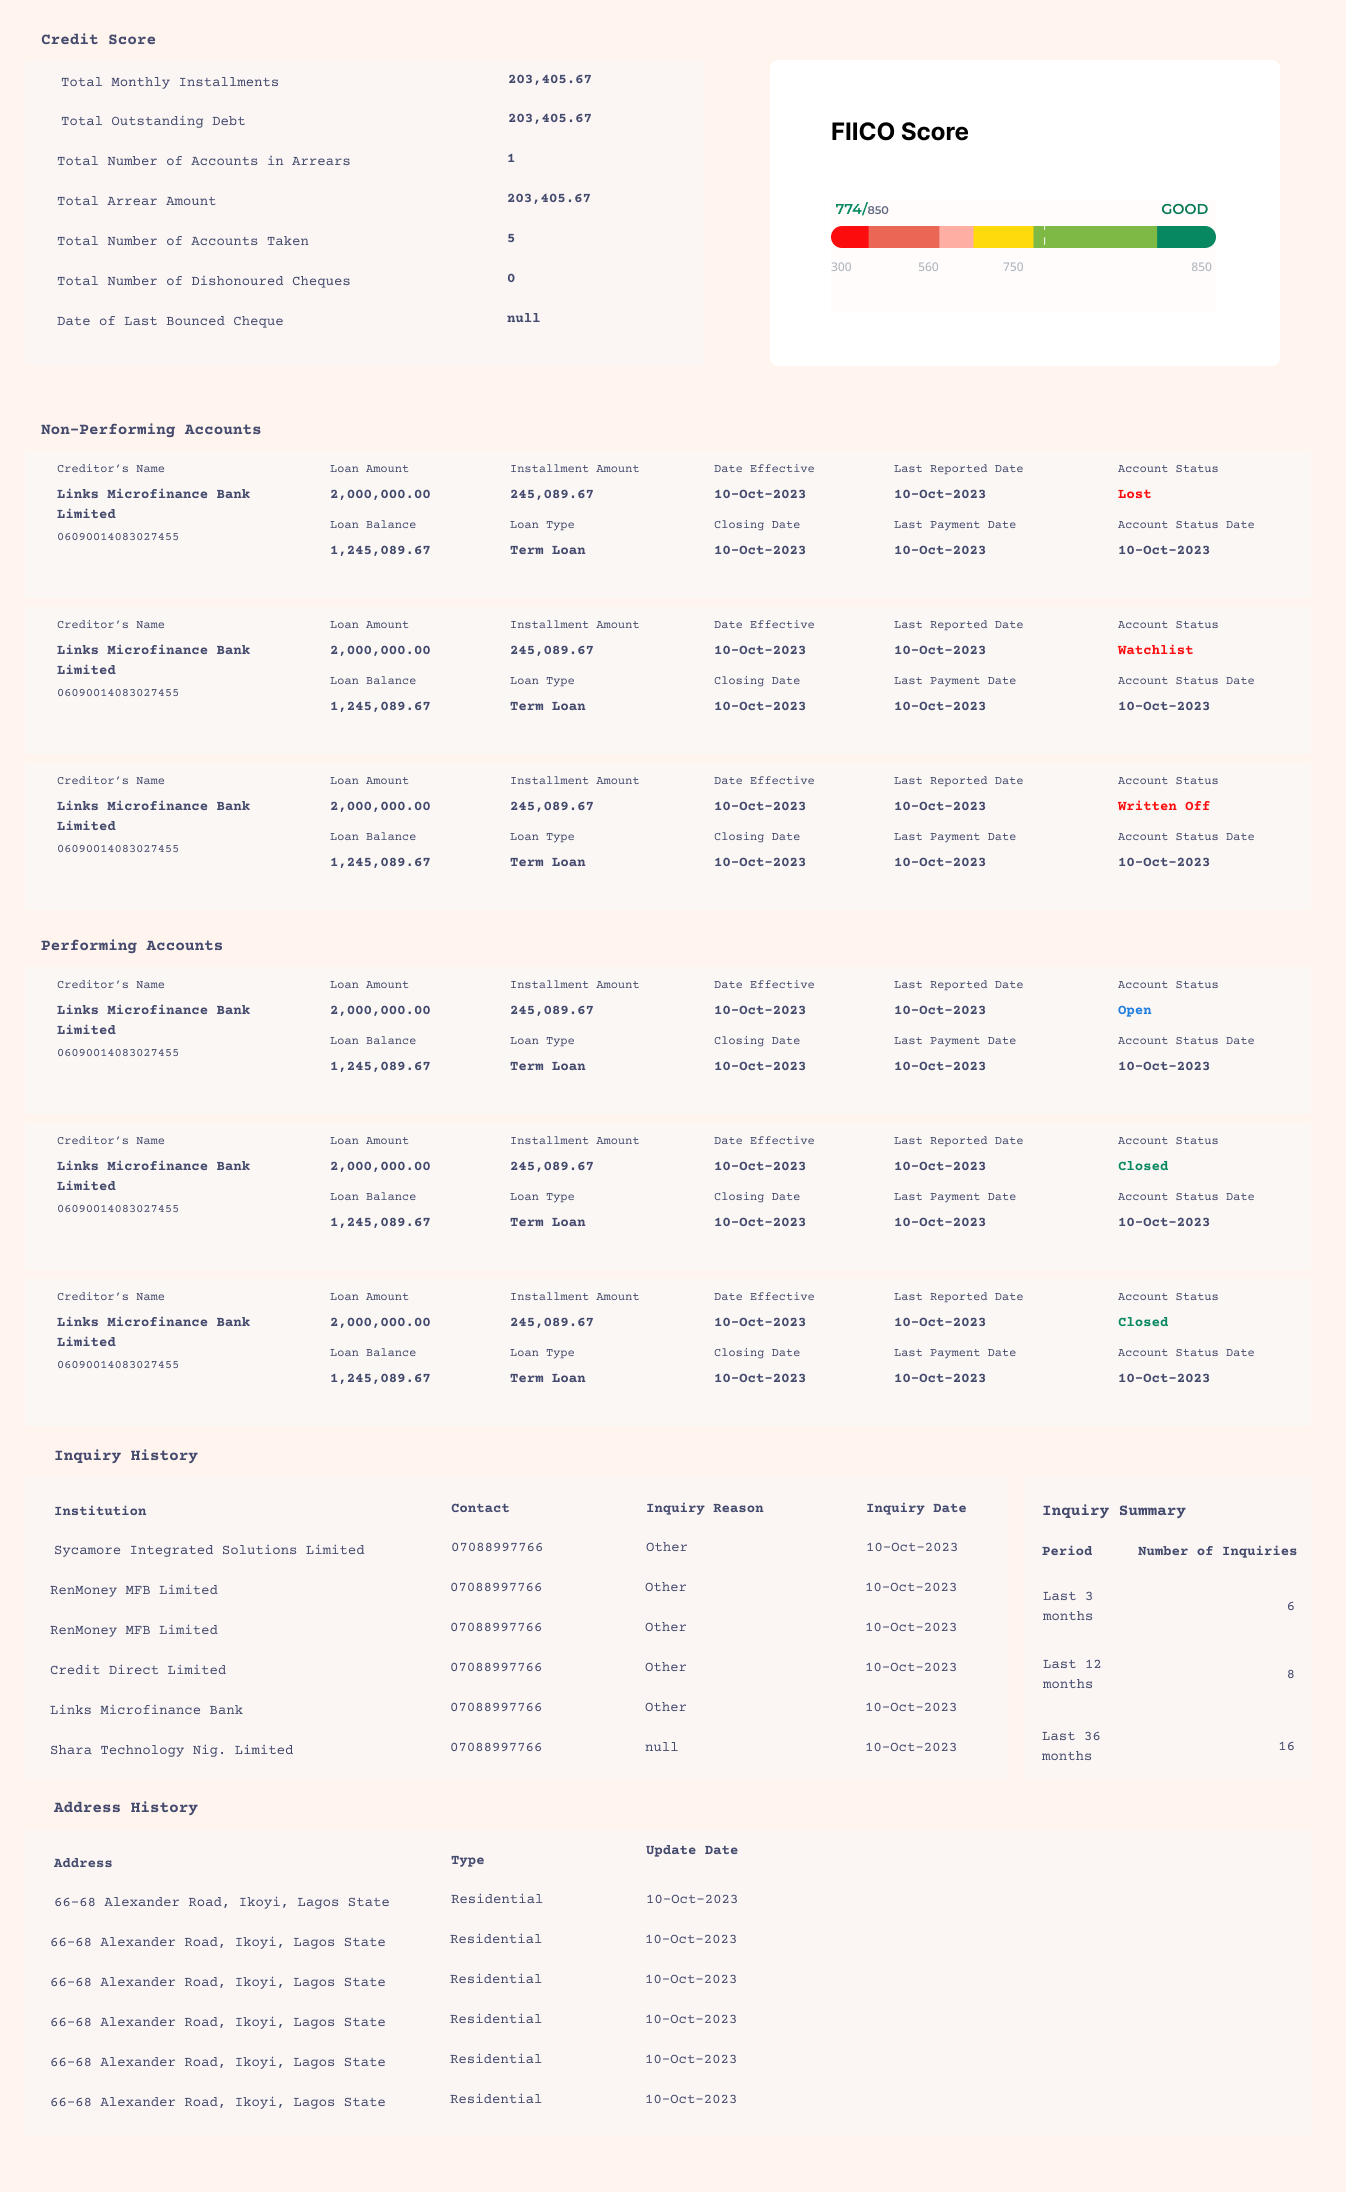 Credit Score
Total Monthly Installments 203,405.67
Total Outstanding Debt 203,405.67
Total Number of Accounts in Arrears 1
Total Arrear Amount 203,405.67
Total Number of Accounts Taken 5
Total Number of Dishonoured Cheques 0
Date of Last Bounced Cheque null
FIICO Score
774/850 GOOD
300 560 750 850
Non-Performing Accounts
Creditor’s Name Loan Amount Installment Amount Date Effective Last Reported Date Account Status
Links Microfinance Bank 2,000,000.00 245,089.67 10-Oct-2023 10-Oct-2023 Lost
Limited Loan Balance Loan Type Closing Date Last Payment Date Account Status Date
06090014083027455
1,245,089.67 Term Loan 10-Oct-2023 10-Oct-2023 10-Oct-2023
Creditor’s Name Loan Amount Installment Amount Date Effective Last Reported Date Account Status
Links Microfinance Bank 2,000,000.00 245,089.67 10-Oct-2023 10-Oct-2023 Watchlist
Limited Loan Balance Loan Type Closing Date Last Payment Date Account Status Date
06090014083027455
1,245,089.67 Term Loan 10-Oct-2023 10-Oct-2023 10-Oct-2023
Creditor’s Name Loan Amount Installment Amount Date Effective Last Reported Date Account Status
Links Microfinance Bank 2,000,000.00 245,089.67 10-Oct-2023 10-Oct-2023 Written Off
Limited Loan Balance Loan Type Closing Date Last Payment Date Account Status Date
06090014083027455
1,245,089.67 Term Loan 10-Oct-2023 10-Oct-2023 10-Oct-2023
Performing Accounts
Creditor’s Name Loan Amount Installment Amount Date Effective Last Reported Date Account Status
Links Microfinance Bank 2,000,000.00 245,089.67 10-Oct-2023 10-Oct-2023 Open
Limited Loan Balance Loan Type Closing Date Last Payment Date Account Status Date
06090014083027455
1,245,089.67 Term Loan 10-Oct-2023 10-Oct-2023 10-Oct-2023
Creditor’s Name Loan Amount Installment Amount Date Effective Last Reported Date Account Status
Links Microfinance Bank 2,000,000.00 245,089.67 10-Oct-2023 10-Oct-2023 Closed
Limited Loan Balance Loan Type Closing Date Last Payment Date Account Status Date
06090014083027455
1,245,089.67 Term Loan 10-Oct-2023 10-Oct-2023 10-Oct-2023
Creditor’s Name Loan Amount Installment Amount Date Effective Last Reported Date Account Status
Links Microfinance Bank 2,000,000.00 245,089.67 10-Oct-2023 10-Oct-2023 Closed
Limited Loan Balance Loan Type Closing Date Last Payment Date Account Status Date
06090014083027455
1,245,089.67 Term Loan 10-Oct-2023 10-Oct-2023 10-Oct-2023
Inquiry History
Institution Contact Inquiry Reason Inquiry Date
Sycamore Integrated Solutions Limited 07088997766 Other 10-Oct-2023
RenMoney MFB Limited 07088997766 Other 10-Oct-2023
RenMoney MFB Limited 07088997766 Other 10-Oct-2023
Credit Direct Limited 07088997766 Other 10-Oct-2023
Links Microfinance Bank 07088997766 Other 10-Oct-2023
Shara Technology Nig. Limited 07088997766 null 10-Oct-2023
Inquiry Summary
Period Number of Inquiries
Last 3
months 6
Last 12
months 8
Last 36
months 16
Address History
Address Type Update Date
66-68 Alexander Road, Ikoyi, Lagos State Residential 10-Oct-2023
66-68 Alexander Road, Ikoyi, Lagos State Residential 10-Oct-2023
66-68 Alexander Road, Ikoyi, Lagos State Residential 10-Oct-2023
66-68 Alexander Road, Ikoyi, Lagos State Residential 10-Oct-2023
66-68 Alexander Road, Ikoyi, Lagos State Residential 10-Oct-2023
66-68 Alexander Road, Ikoyi, Lagos State Residential 10-Oct-2023